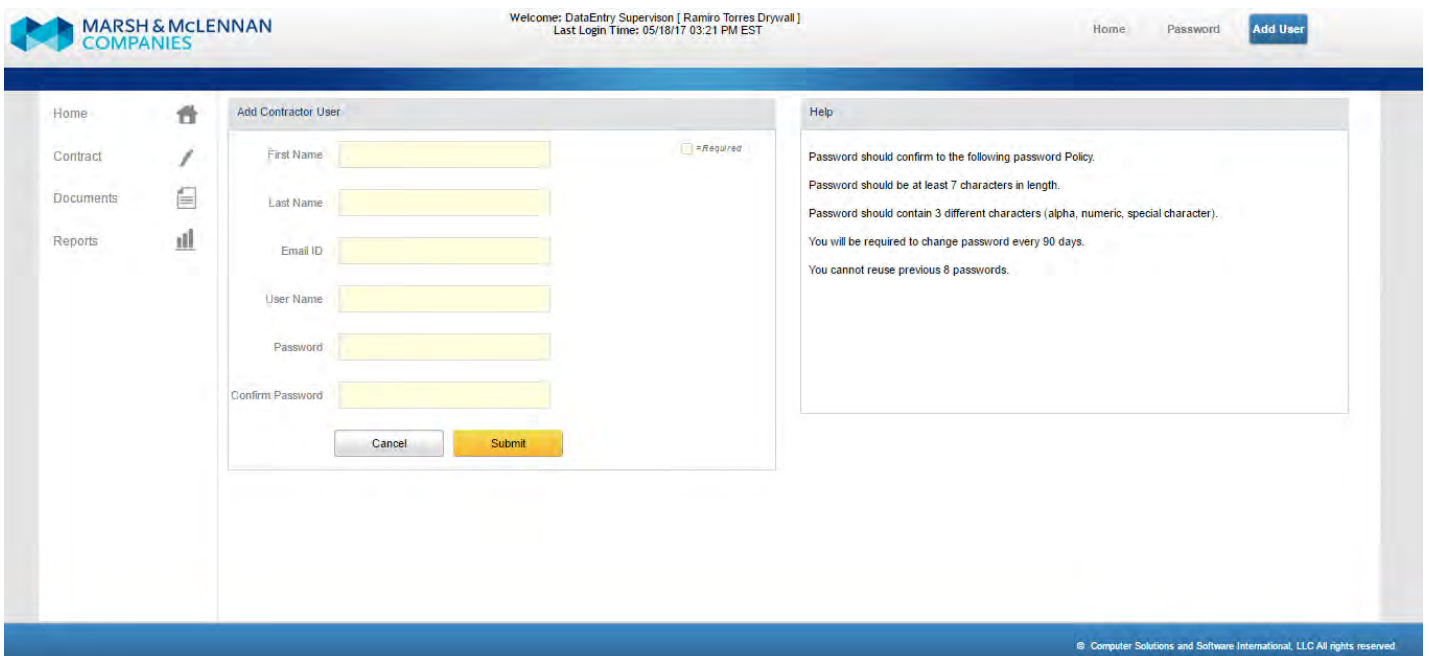 MARSH & McLENNAN
COMPANIES
Welcome: DataEntry Supervison [ Ramiro Torres Drywall ]
Last Login Time: 05/18/17 03:21 PM EST
Home
Password
Add User
Home
Contract
Documents
Reports
Add Contractor User
=Required
First Name
Last Name
Email ID
User Name
Password
Confirm Password
Cancel
Submit
Help
Password should confirm to the following password Policy.
Password should be at least 7 characters in length.
Password should contain 3 different characters (alpha, numeric, special character).
You will be required to change password every 90 days.
You cannot reuse previous 8 passwords.
© Computer Solutions and Software International, LLC All rights reserved